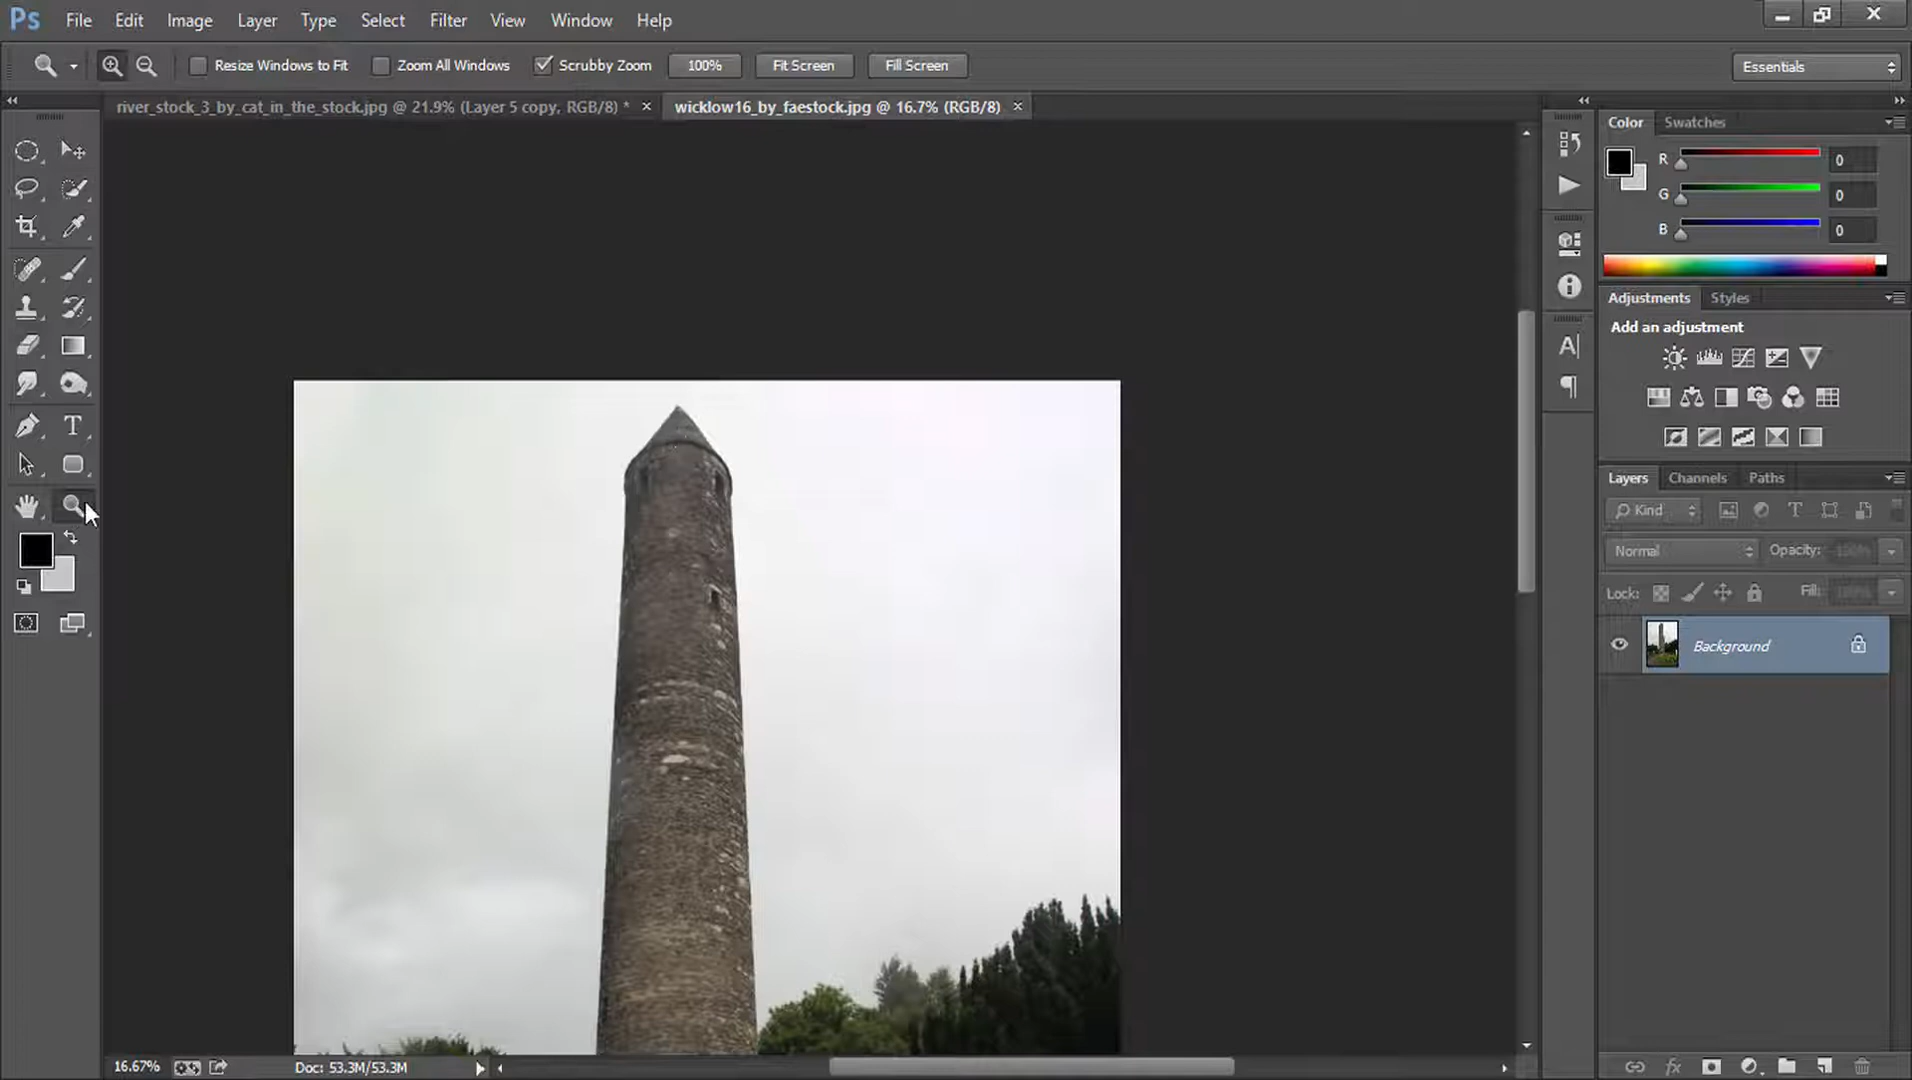 Ps File Edit Image Layer Type Select Filter View Window Help
Resize Windows to Fit Zoom All Windows Scrubby Zoom 100% Fit Screen Fill Screen Essentials
river_stock_3_by_cat_in_the_stock.jpg @ 21.9% (Layer 5 copy, RGB/8) * × wicklow16_by_faestock.jpg @ 16.7% (RGB/8) ×
Color Swatches
R 0
G 0
B 0
Adjustments Styles
Add an adjustment
Layers Channels Paths
Kind
Normal Opacity: 100%
Lock: Fill: 100%
Background
16.67% Doc: 53.3M/53.3M